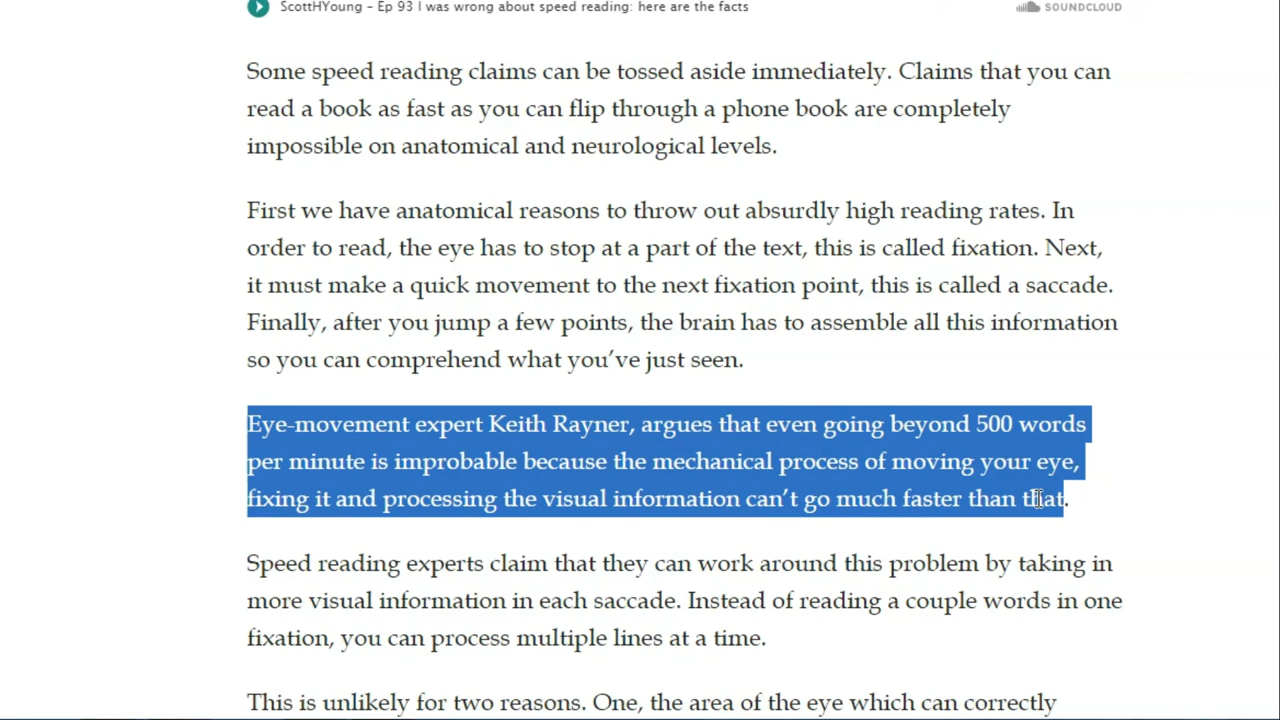 ScottHYoung – Ep 93 I was wrong about speed reading: here are the facts
SOUNDCLOUD
Some speed reading claims can be tossed aside immediately. Claims that you can
read a book as fast as you can flip through a phone book are completely
impossible on anatomical and neurological levels.
First we have anatomical reasons to throw out absurdly high reading rates. In
order to read, the eye has to stop at a part of the text, this is called fixation. Next,
it must make a quick movement to the next fixation point, this is called a saccade.
Finally, after you jump a few points, the brain has to assemble all this information
so you can comprehend what you’ve just seen.
Eye-movement expert Keith Rayner, argues that even going beyond 500 words
per minute is improbable because the mechanical process of moving your eye,
fixing it and processing the visual information can’t go much faster than that.
Speed reading experts claim that they can work around this problem by taking in
more visual information in each saccade. Instead of reading a couple words in one
fixation, you can process multiple lines at a time.
This is unlikely for two reasons. One, the area of the eye which can correctly